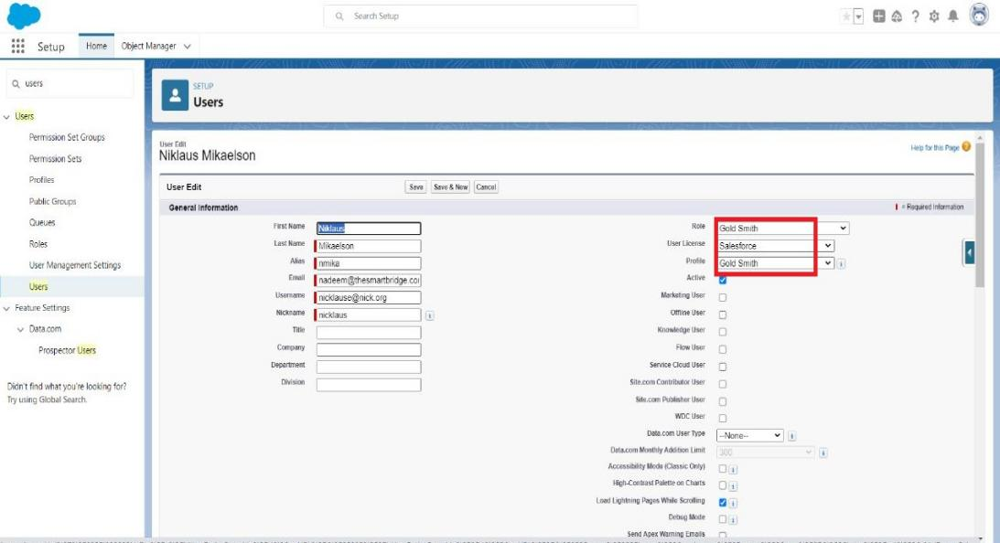 Search Setup
Setup
Home
Object Manager
users
Users
Permission Set Groups
Permission Sets
Profiles
Public Groups
Queues
Roles
User Management Settings
Users
Feature Settings
Data.com
Prospector Users
Didn't find what you're looking for?
Try using Global Search.
SETUP
Users
User Edit
Niklaus Mikaelson
Help for this Page
User Edit
Save Save & New Cancel
General Information
= Required Information
First Name Niklaus
Last Name Mikaelson
Alias nmika
Email nadeem@thesmartbridge.co
Username nicklause@nick.org
Nickname nicklaus
Title
Company
Department
Division
Role Gold Smith
User License Salesforce
Profile Gold Smith
Active
Marketing User
Offline User
Knowledge User
Flow User
Service Cloud User
Site.com Contributor User
Site.com Publisher User
WDC User
Data.com User Type --None--
Data.com Monthly Addition Limit 300
Accessibility Mode (Classic Only)
High-Contrast Palette on Charts
Load Lightning Pages While Scrolling
Debug Mode
Send Apex Warning Emails